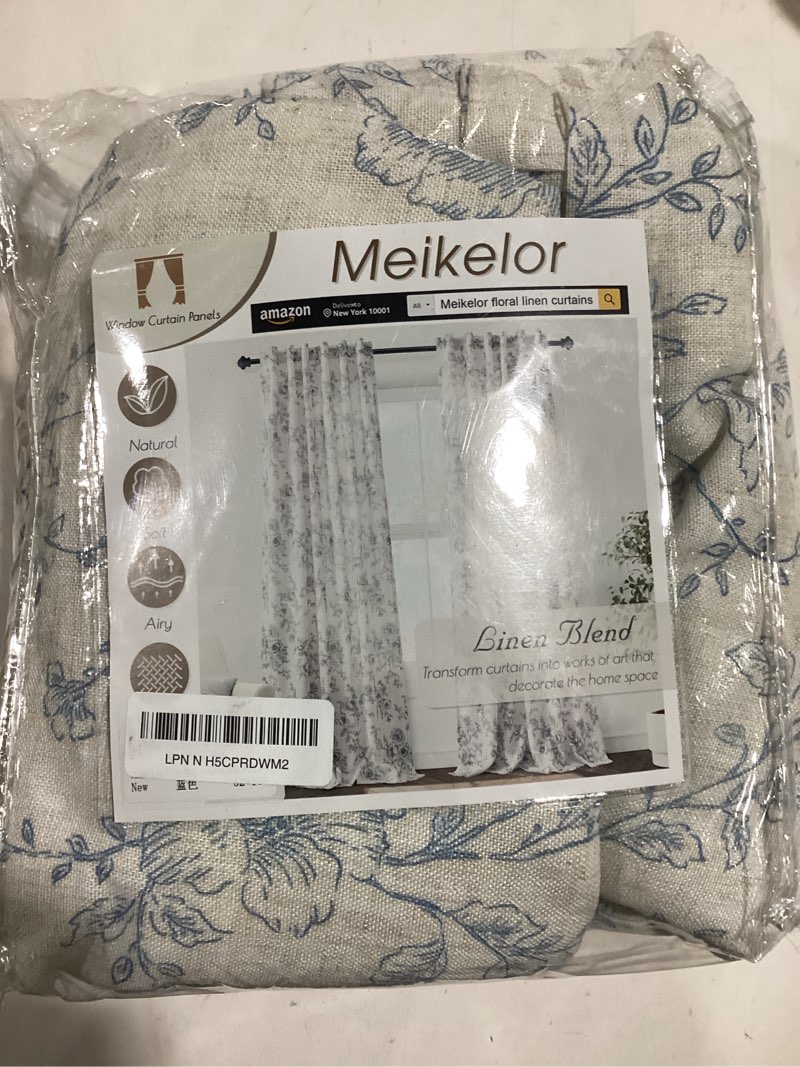 Meikelor
Window Curtain Panels
amazon
Deliver to
New York 10001
All
Meikelor floral linen curtains
Natural
Soft
Airy
Linen Blend
Transform curtains into works of art that
decorate the home space
LPN N H5CPRDWM2
New 蓝色